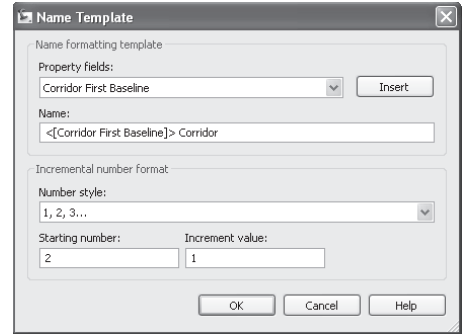 Name Template
Name formatting template
Property fields:
Corridor First Baseline
Insert
Name:
<[Corridor First Baseline]> Corridor
Incremental number format
Number style:
1, 2, 3...
Starting number: Increment value:
2 1
OK Cancel Help